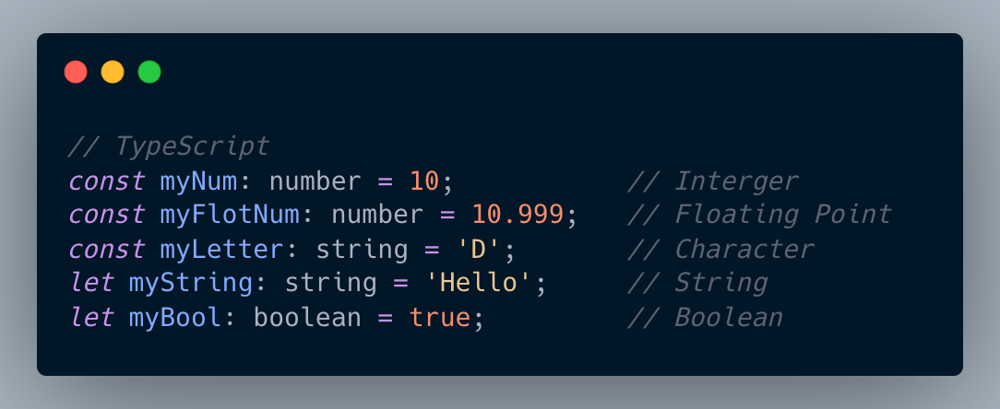 // TypeScript
const myNum: number = 10; // Interger
const myFlotNum: number = 10.999; // Floating Point
const myLetter: string = 'D'; // Character
let myString: string = 'Hello'; // String
let myBool: boolean = true; // Boolean